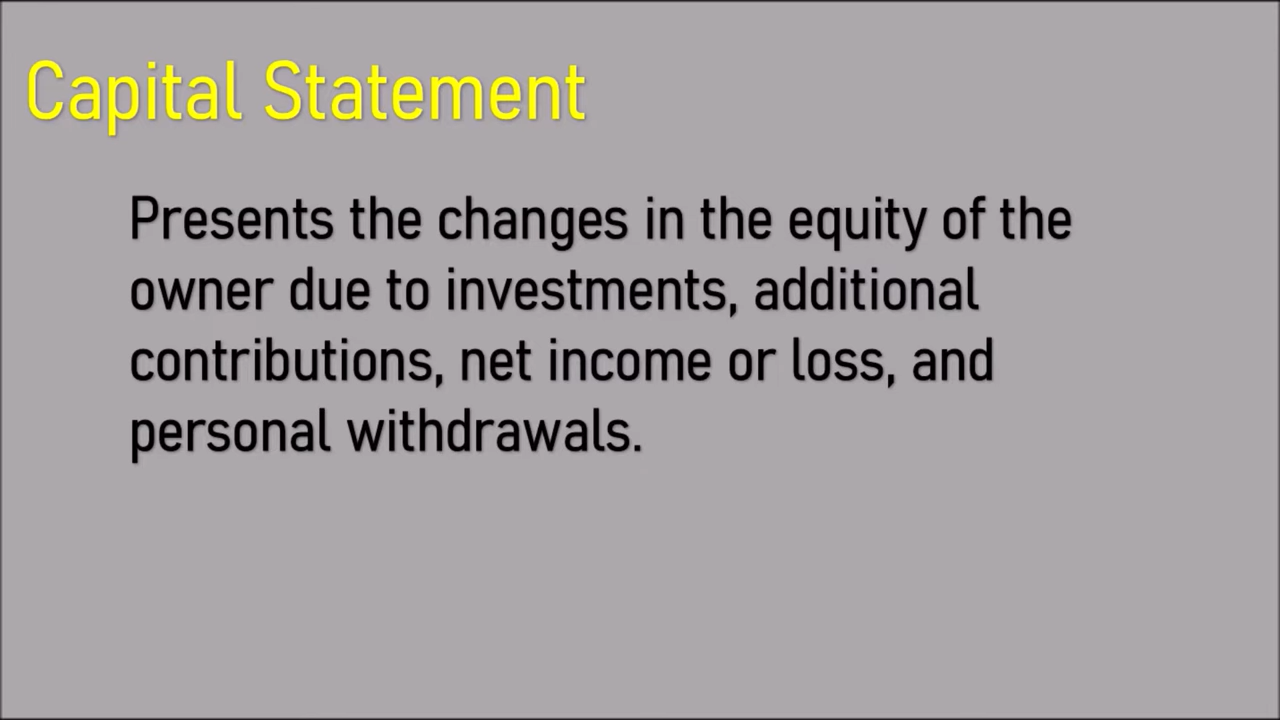 Capital Statement
Presents the changes in the equity of the
owner due to investments, additional
contributions, net income or loss, and
personal withdrawals.